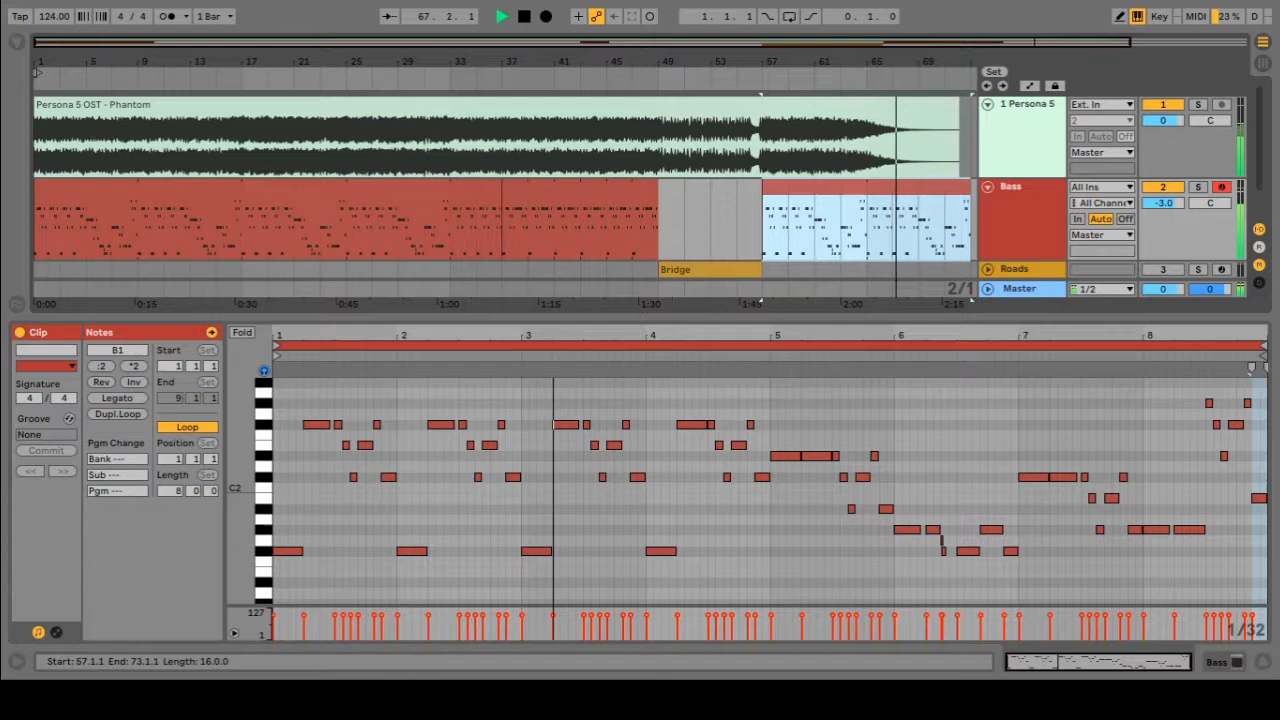 Tap 124.00 4 / 4 1 Bar 67. 2. 1 1. 1. 1 0. 1. 0 Key MIDI 23 % D
1 5 9 13 17 21 25 29 33 37 41 45 49 53 57 61 65 69 Set
Persona 5 OST - Phantom 1 Persona 5 Ext. In 1 S
2 0 C
In Auto Off
Master
Bass All Ins 2 S
All Channe -3.0 C
In Auto Off
Master
Bridge Roads 3 S
2/1 Master 1/2 0 0
0:00 0:15 0:30 0:45 1:00 1:15 1:30 1:45 2:00 2:15
Clip Notes Fold 1 2 3 4 5 6 7 8
B1 Start Set
:2 *2 1 1 1
Signature Rev Inv End Set
4 / 4 Legato 9 1 1
Groove Dupl.Loop
None Loop
Commit Pgm Change Position Set
<< >> Bank --- 1 1 1
Sub --- Length Set
Pgm --- 8 0 0
C2
127
1 1/32
Start: 57.1.1 End: 73.1.1 Length: 16.0.0 Bass